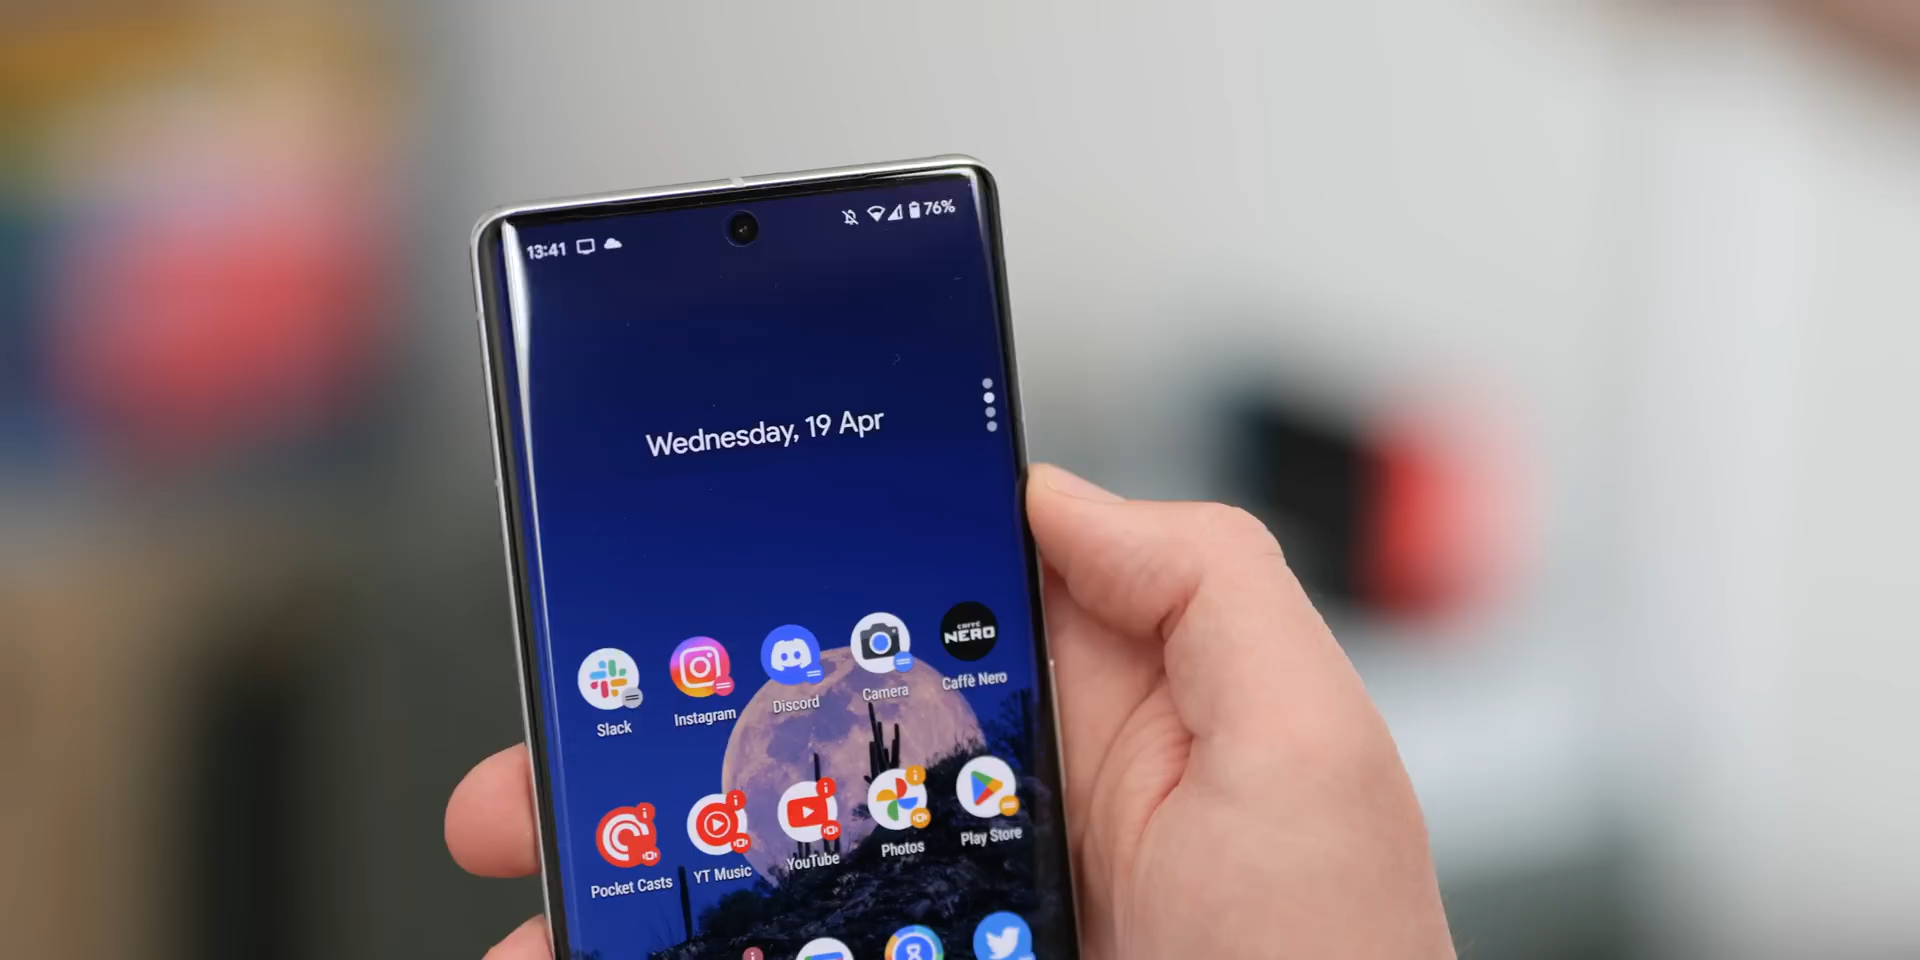 13:41
76%
Wednesday, 19 Apr
Slack
Instagram
Discord
Camera
CAFFÈ
NERO
Caffè Nero
Pocket Casts
YT Music
YouTube
Photos
Play Store